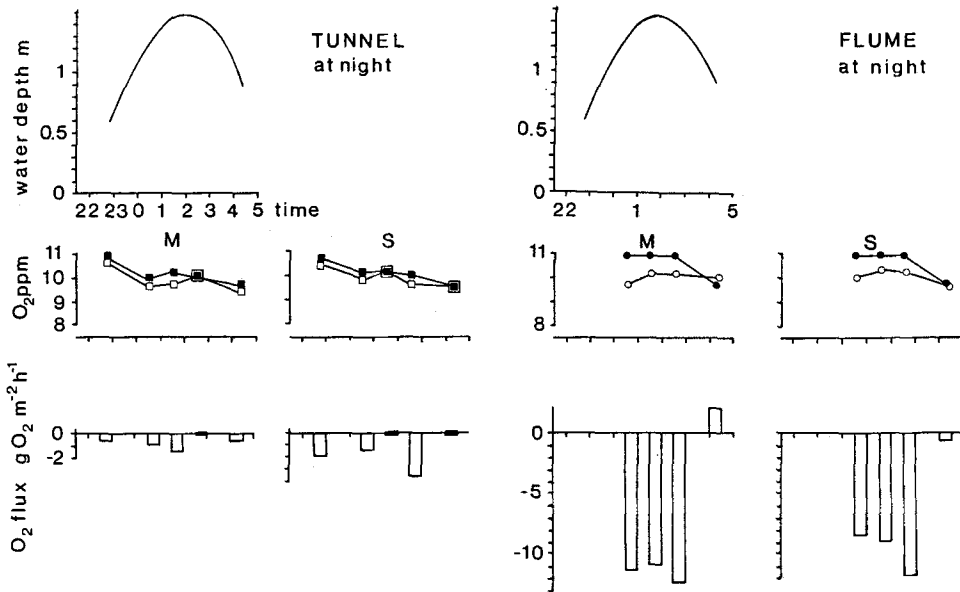 TUNNEL
at night
FLUME
at night
water depth m
1
0.5
0
22 23 0 1 2 3 4 5 time
1
0.5
0
22 1 5
M
S
M
S
O₂ppm
11
10
9
8
11
8
O₂ flux gO₂ m⁻² h⁻¹
0
-2
0
-5
-10